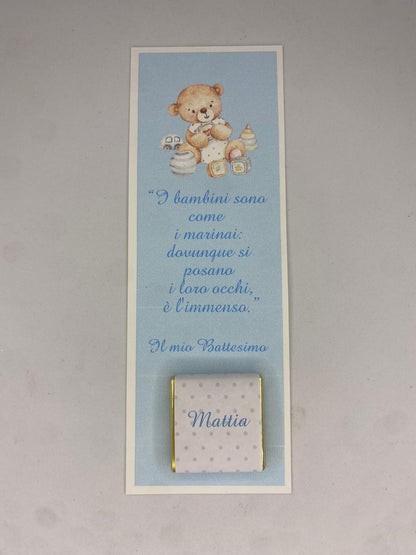 “I bambini sono
come
i marinai:
dovunque si
posano
i loro occhi,
è l'immenso.”
Il mio Battesimo
Mattia